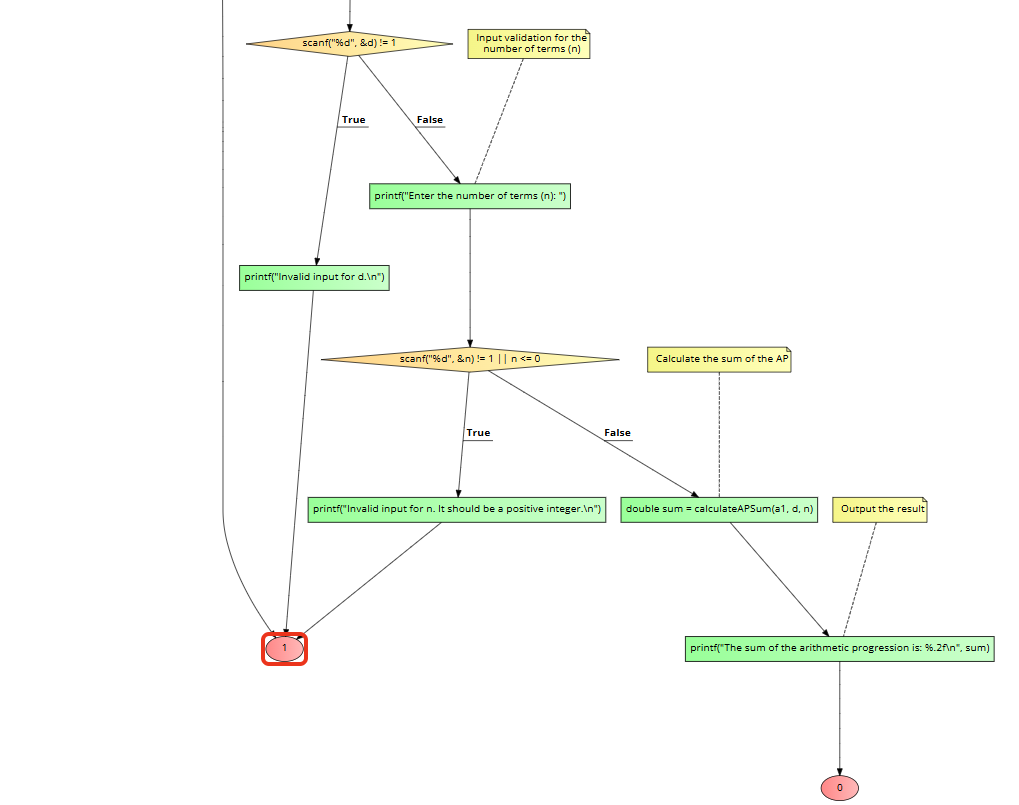 scanf("%d", &d) != 1
Input validation for the
number of terms (n)
True
False
printf("Enter the number of terms (n): ")
printf("Invalid input for d.\n")
scanf("%d", &n) != 1 || n <= 0
Calculate the sum of the AP
True
False
printf("Invalid input for n. It should be a positive integer.\n")
double sum = calculateAPSum(a1, d, n)
Output the result
1
printf("The sum of the arithmetic progression is: %.2f\n", sum)
0